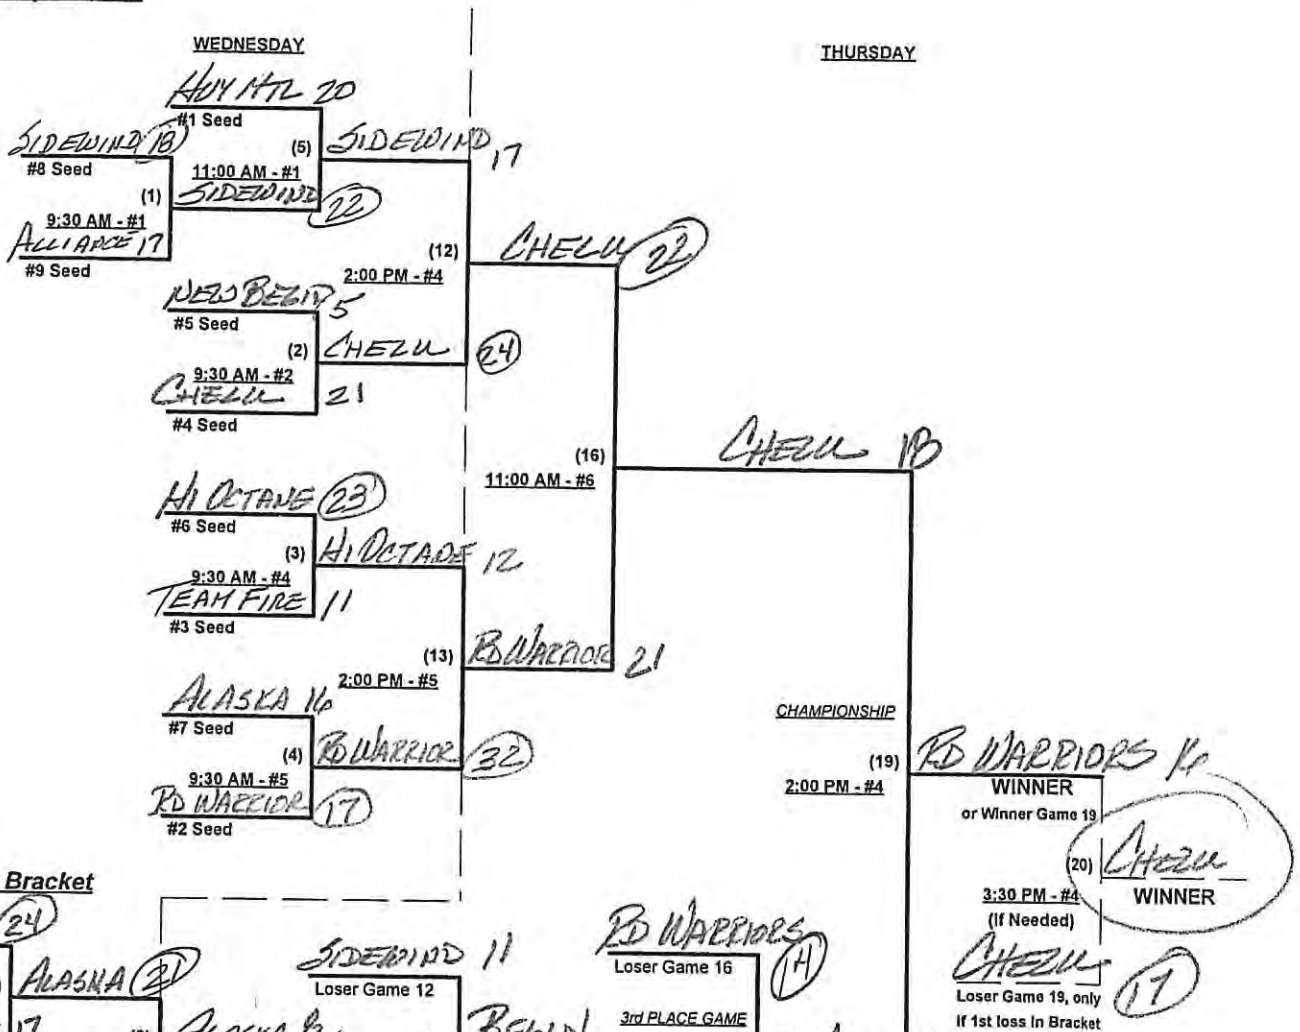 WEDNESDAY
THURSDAY
HUY MTL 20
#1 Seed
SIDEWIND 18
#8 Seed
(5)
SIDEWIND 17
11:00 AM - #1
(1)
SIDEWIND 22
9:30 AM - #1
ALLIANCE 17
#9 Seed
(12)
CHEZU 22
2:00 PM - #4
NEW BEGIN 5
#5 Seed
(2)
CHEZU 24
9:30 AM - #2
CHEZU 21
#4 Seed
CHEZU 18
(16)
11:00 AM - #6
HI OCTANE 23
#6 Seed
(3)
HI OCTANE 12
9:30 AM - #4
TEAM FIRE 11
#3 Seed
(13)
RD WARRIOR 21
2:00 PM - #5
ALASKA 16
#7 Seed
(4)
RD WARRIOR 32
9:30 AM - #5
RD WARRIOR 17
#2 Seed
CHAMPIONSHIP
(19)
RD WARRIORS 16
2:00 PM - #4
WINNER
or Winner Game 19
(20)
CHEZU
WINNER
3:30 PM - #4
(If Needed)
CHEZU 17
Loser Game 19, only
If 1st loss In Bracket
Bracket
24
ALASKA 21
17
SIDEWIND 11
Loser Game 12
RD WARRIORS 14
Loser Game 16
3rd PLACE GAME